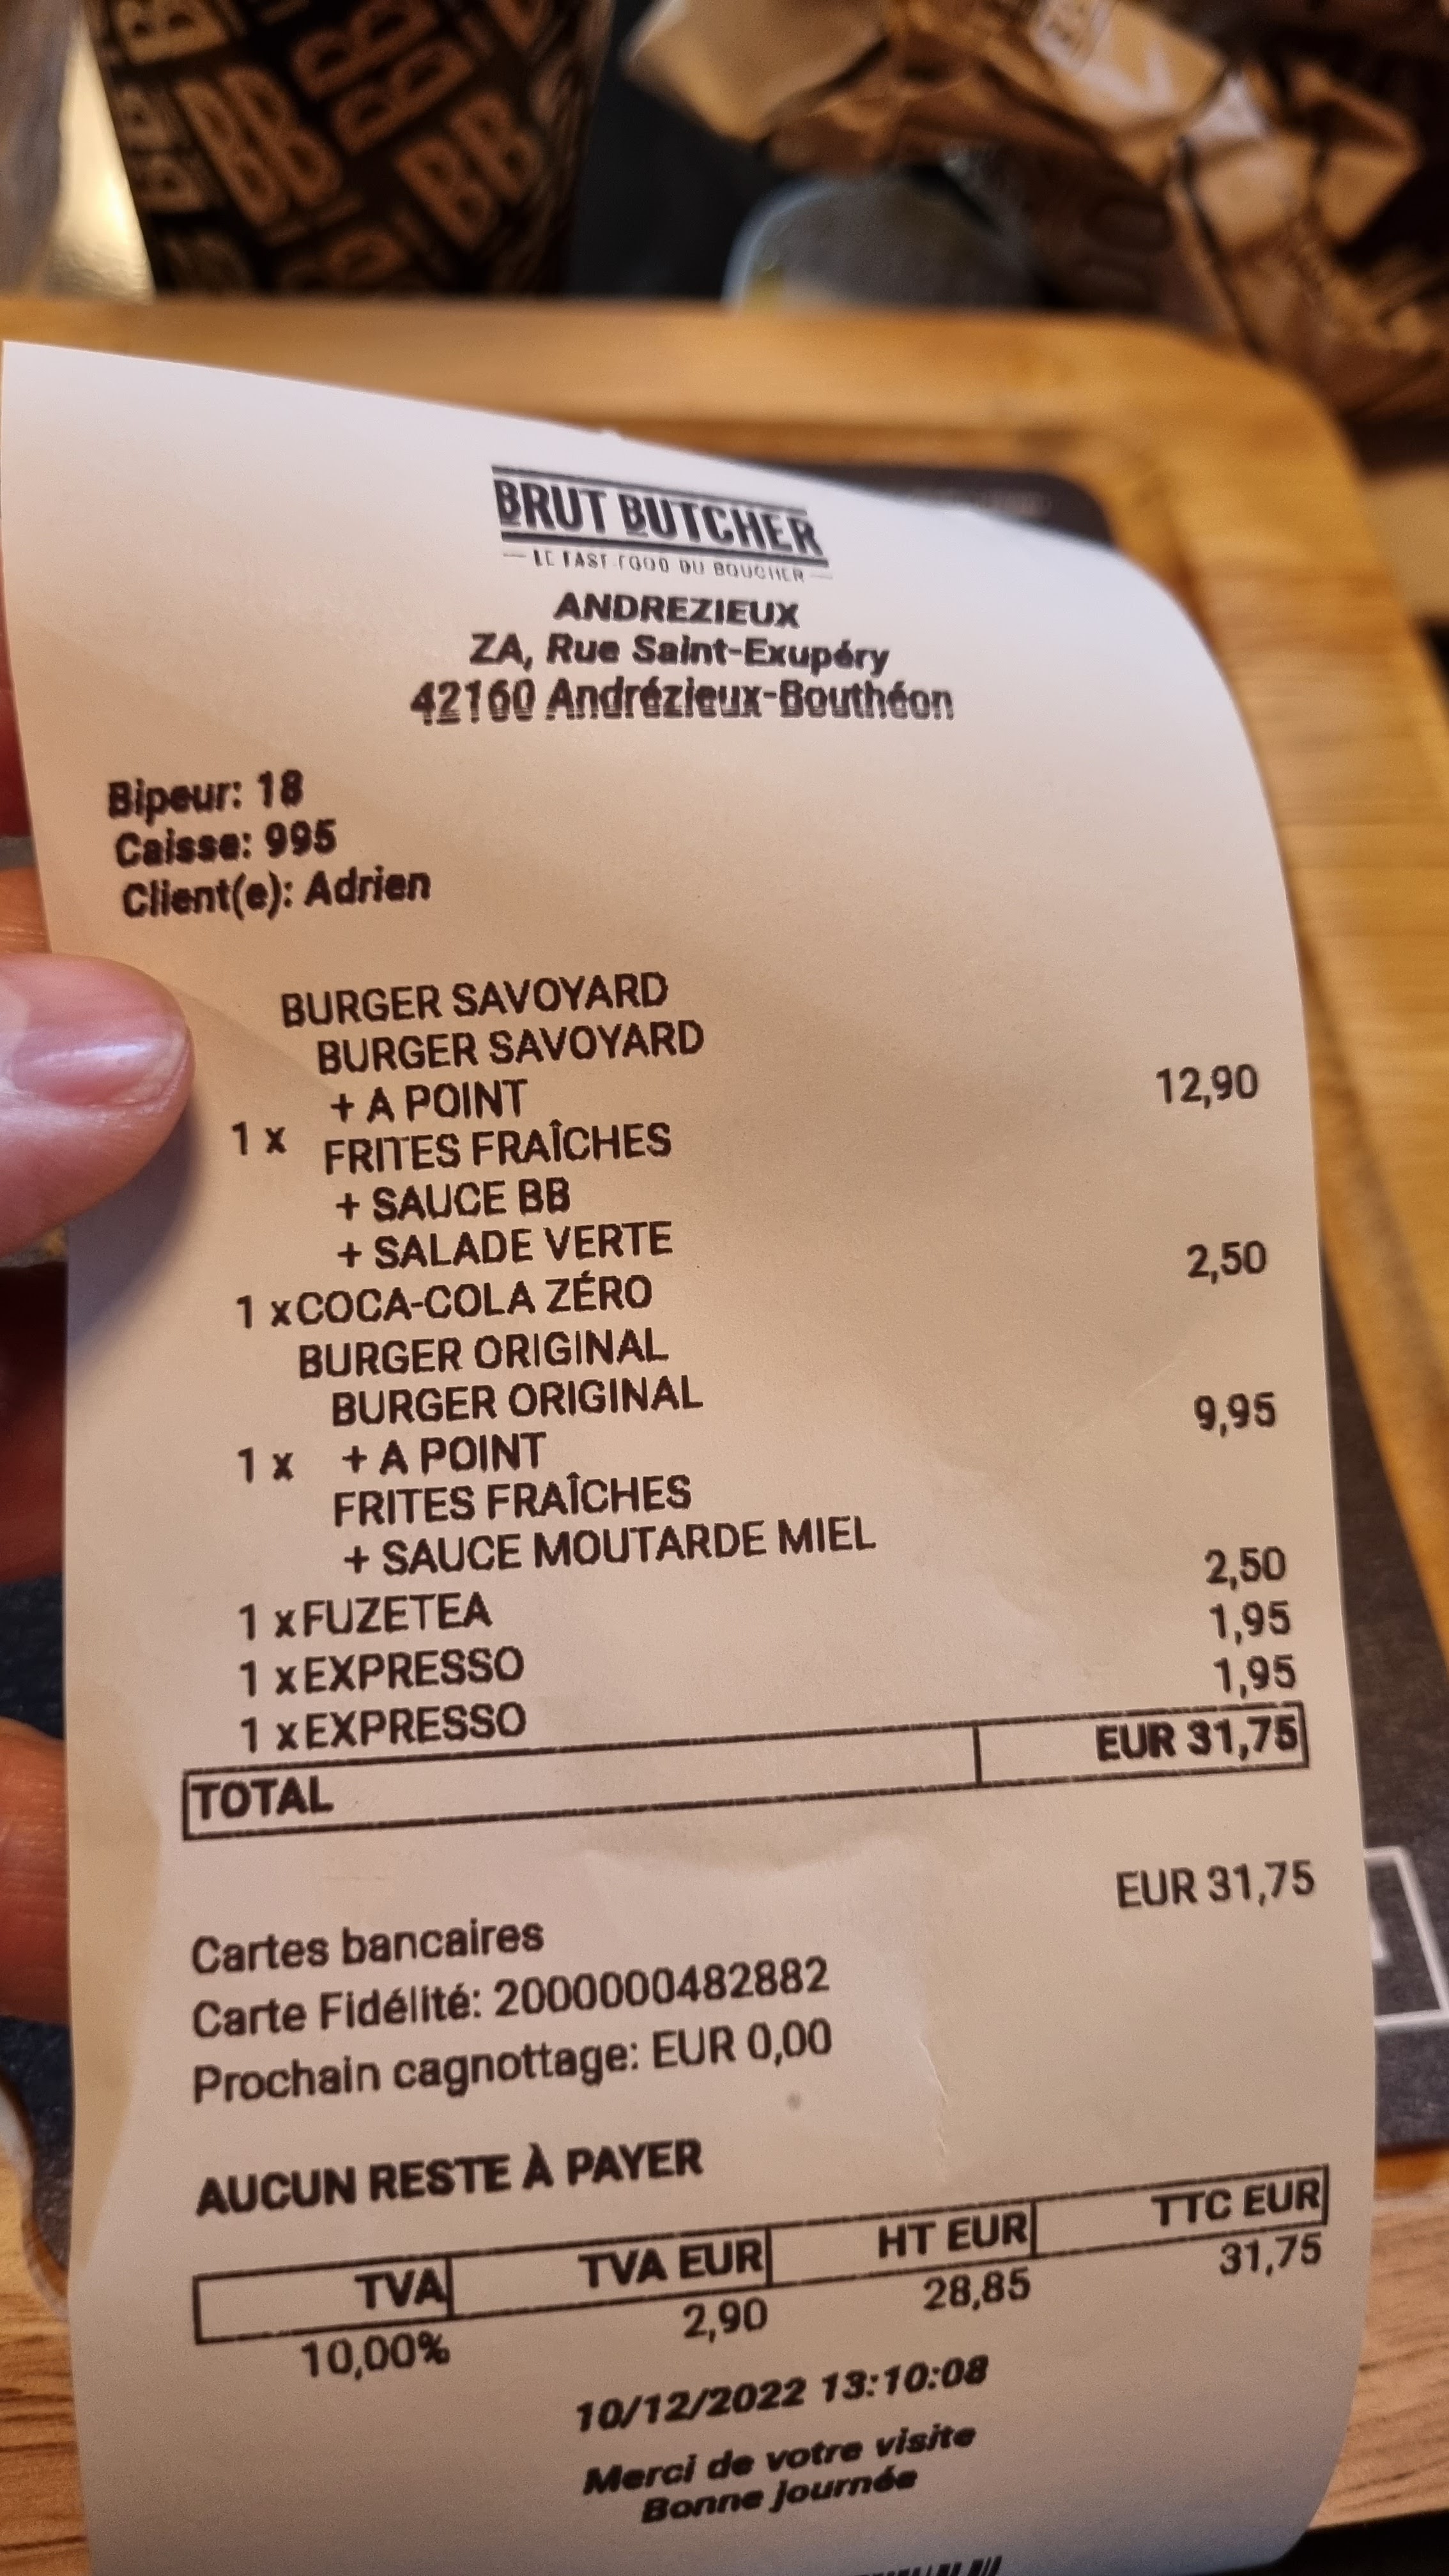 BRUT BUTCHER
LE FAST FOOD DU BOUCHER
ANDREZIEUX
ZA, Rue Saint-Exupéry
42160 Andrézieux-Bouthéon
Bipeur: 18
Caisse: 995
Client(e): Adrien
BURGER SAVOYARD
BURGER SAVOYARD
+ A POINT 12,90
1 x FRITES FRAÎCHES
+ SAUCE BB
+ SALADE VERTE
1 x COCA-COLA ZÉRO 2,50
BURGER ORIGINAL
BURGER ORIGINAL
1 x + A POINT 9,95
FRITES FRAÎCHES
+ SAUCE MOUTARDE MIEL
1 x FUZETEA 2,50
1 x EXPRESSO 1,95
1 x EXPRESSO 1,95
TOTAL EUR 31,75
Cartes bancaires EUR 31,75
Carte Fidélité: 2000000482882
Prochain cagnottage: EUR 0,00
AUCUN RESTE À PAYER
TVA TVA EUR HT EUR TTC EUR
10,00% 2,90 28,85 31,75
10/12/2022 13:10:08
Merci de votre visite
Bonne journée